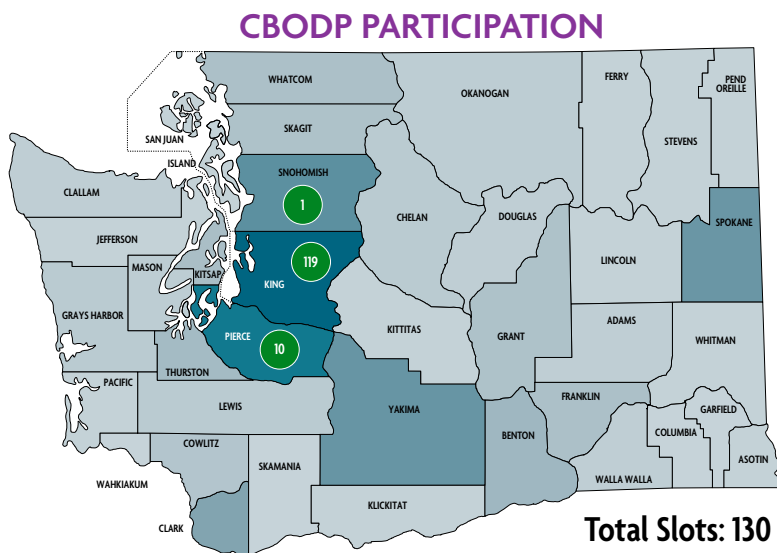 CBODP PARTICIPATION
WHATCOM
OKANOGAN
FERRY
PEND
OREILLE
SKAGIT
SAN JUAN
STEVENS
ISLAND
SNOHOMISH
1
CLALLAM
CHELAN
DOUGLAS
SPOKANE
JEFFERSON
119
MASON
KITSAP
KING
LINCOLN
GRAYS HARBOR
PIERCE
10
KITTITAS
GRANT
ADAMS
WHITMAN
THURSTON
PACIFIC
LEWIS
YAKIMA
FRANKLIN
GARFIELD
COWLITZ
BENTON
COLUMBIA
SKAMANIA
ASOTIN
WAHKIAKUM
WALLA WALLA
KLICKITAT
CLARK
Total Slots: 130